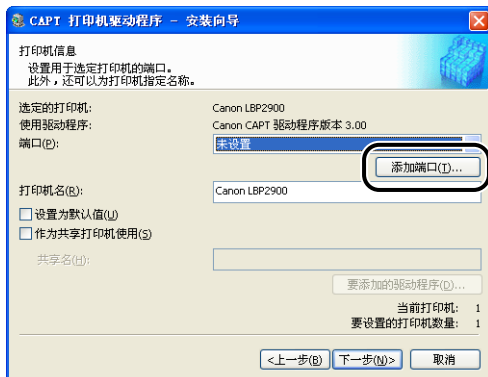 CAPT 打印机驱动程序 - 安装向导
打印机信息
设置用于选定打印机的端口。
此外，还可以为打印机指定名称。
选定的打印机: Canon LBP2900
使用驱动程序: Canon CAPT 驱动程序版本 3.00
端口(P): 未设置
添加端口(T)...
打印机名(R): Canon LBP2900
设置为默认值(U)
作为共享打印机使用(S)
共享名(H):
要添加的驱动程序(D)...
当前打印机: 1
要设置的打印机数量: 1
<上一步(B) 下一步(N)> 取消